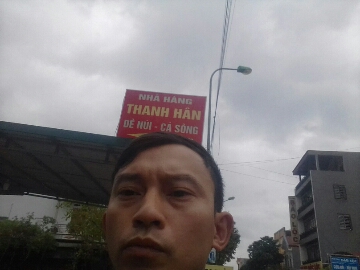 NHÀ HÀNG
THANH HÂN
DÊ NÚI - CÁ SÔNG